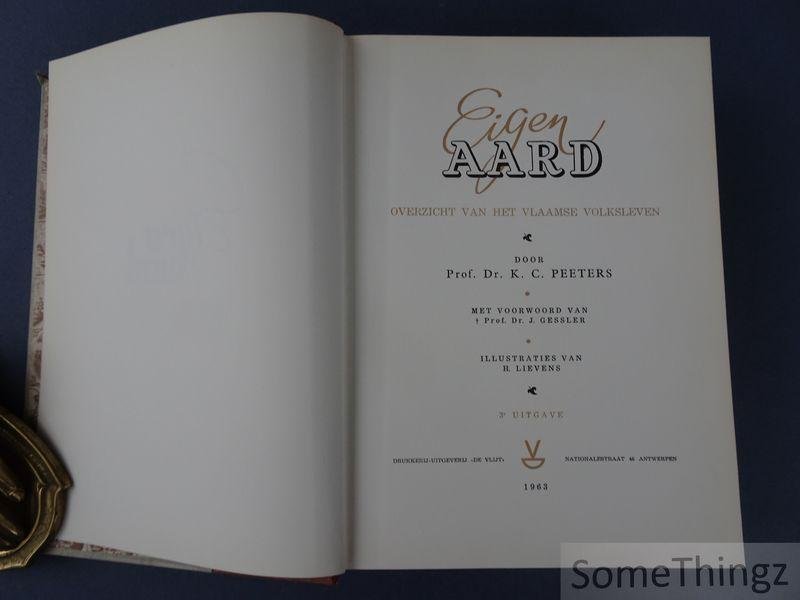 Eigen
AARD
OVERZICHT VAN HET VLAAMSE VOLKSLEVEN
DOOR
Prof. Dr. K. C. PEETERS
MET VOORWOORD VAN
† Prof. Dr. J. GESSLER
ILLUSTRATIES VAN
H. LIEVENS
3e UITGAVE
DRUKKERIJ-UITGEVERIJ «DE VLIJT» NATIONALESTRAAT 46 ANTWERPEN
1963
SomeThingz